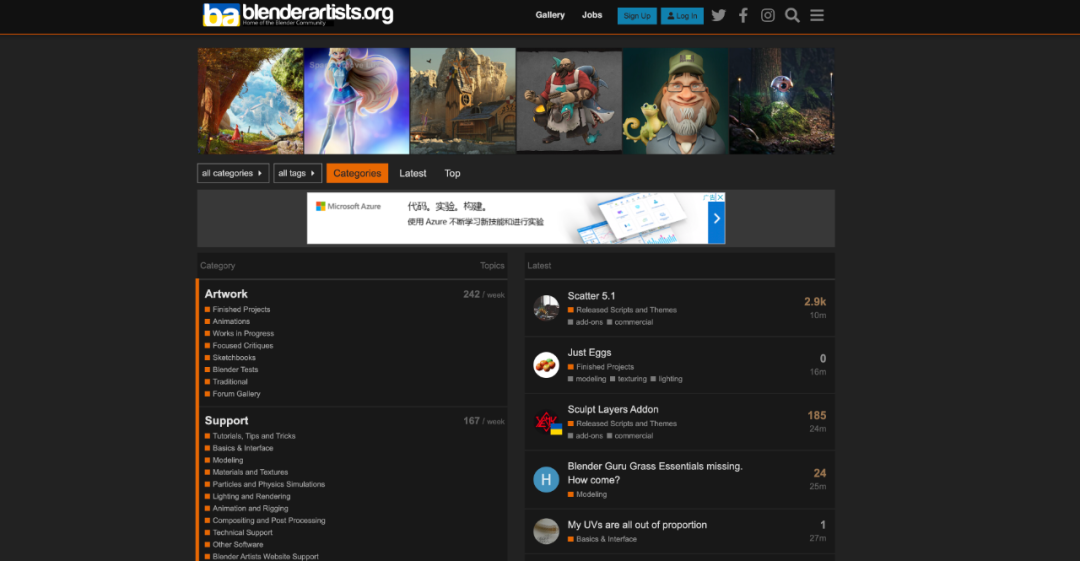 ba blenderartists.org
Home of the Blender Community
Gallery
Jobs
Sign Up
Log In
all categories
all tags
Categories
Latest
Top
Microsoft Azure
代码。实验。构建。
使用 Azure 不断学习新技能和进行实验
广告
Category
Topics
Artwork
242 / week
Finished Projects
Animations
Works in Progress
Focused Critiques
Sketchbooks
Blender Tests
Traditional
Forum Gallery
Support
167 / week
Tutorials, Tips and Tricks
Basics & Interface
Modeling
Materials and Textures
Particles and Physics Simulations
Lighting and Rendering
Animation and Rigging
Compositing and Post Processing
Technical Support
Other Software
Blender Artists Website Support
Latest
Scatter 5.1
2.9k
Released Scripts and Themes
10m
add-ons commercial
Just Eggs
0
Finished Projects
16m
modeling texturing lighting
Sculpt Layers Addon
185
Released Scripts and Themes
24m
add-ons commercial
H
Blender Guru Grass Essentials missing.
How come?
24
25m
Modeling
My UVs are all out of proportion
1
Basics & Interface
27m